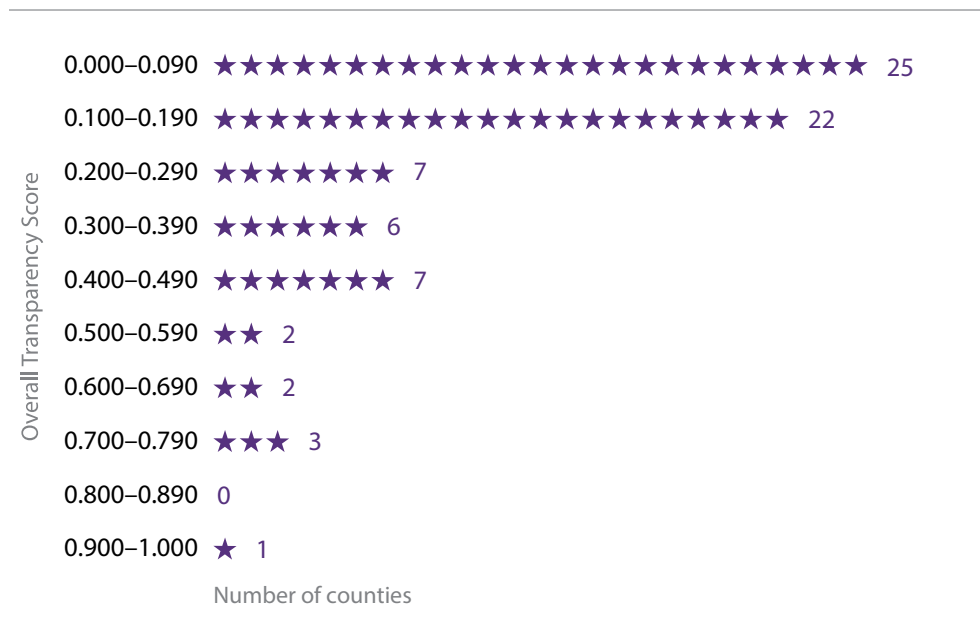 Overall Transparency Score
0.000–0.090 ★★★★★★★★★★★★★★★★★★★★★★★★★ 25
0.100–0.190 ★★★★★★★★★★★★★★★★★★★★★★ 22
0.200–0.290 ★★★★★★★ 7
0.300–0.390 ★★★★★★ 6
0.400–0.490 ★★★★★★★ 7
0.500–0.590 ★★ 2
0.600–0.690 ★★ 2
0.700–0.790 ★★★ 3
0.800–0.890 0
0.900–1.000 ★ 1
Number of counties